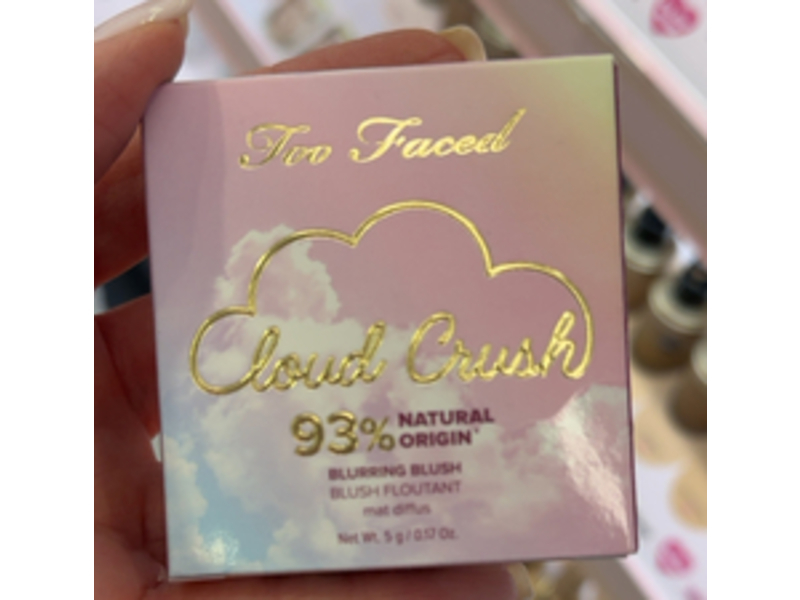 Too Faced
Cloud Crush
93% NATURAL
ORIGIN*
BLURRING BLUSH
BLUSH FLOUTANT
mat diffus
Net Wt. 5 g / 0.17 Oz.